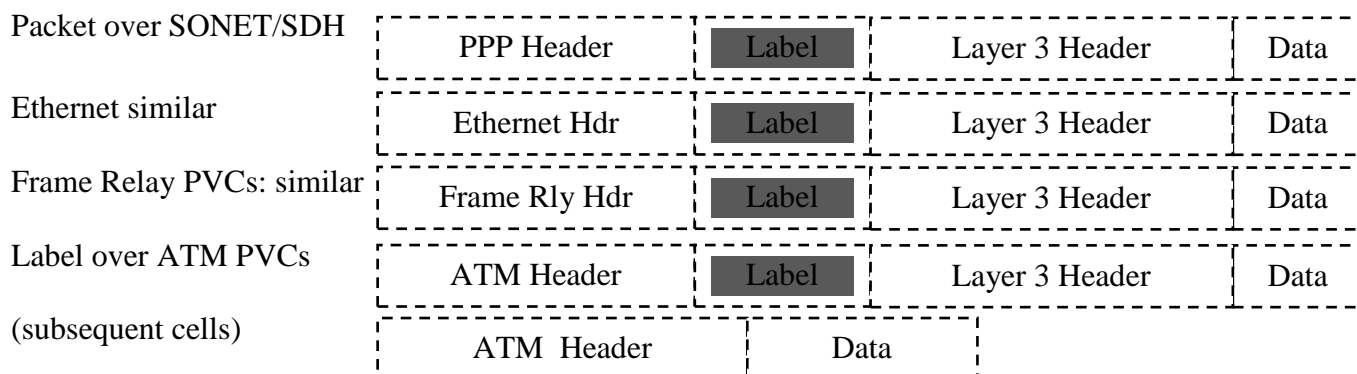 Packet over SONET/SDH PPP Header Label Layer 3 Header Data
Ethernet similar Ethernet Hdr Label Layer 3 Header Data
Frame Relay PVCs: similar Frame Rly Hdr Label Layer 3 Header Data
Label over ATM PVCs ATM Header Label Layer 3 Header Data
(subsequent cells) ATM Header Data